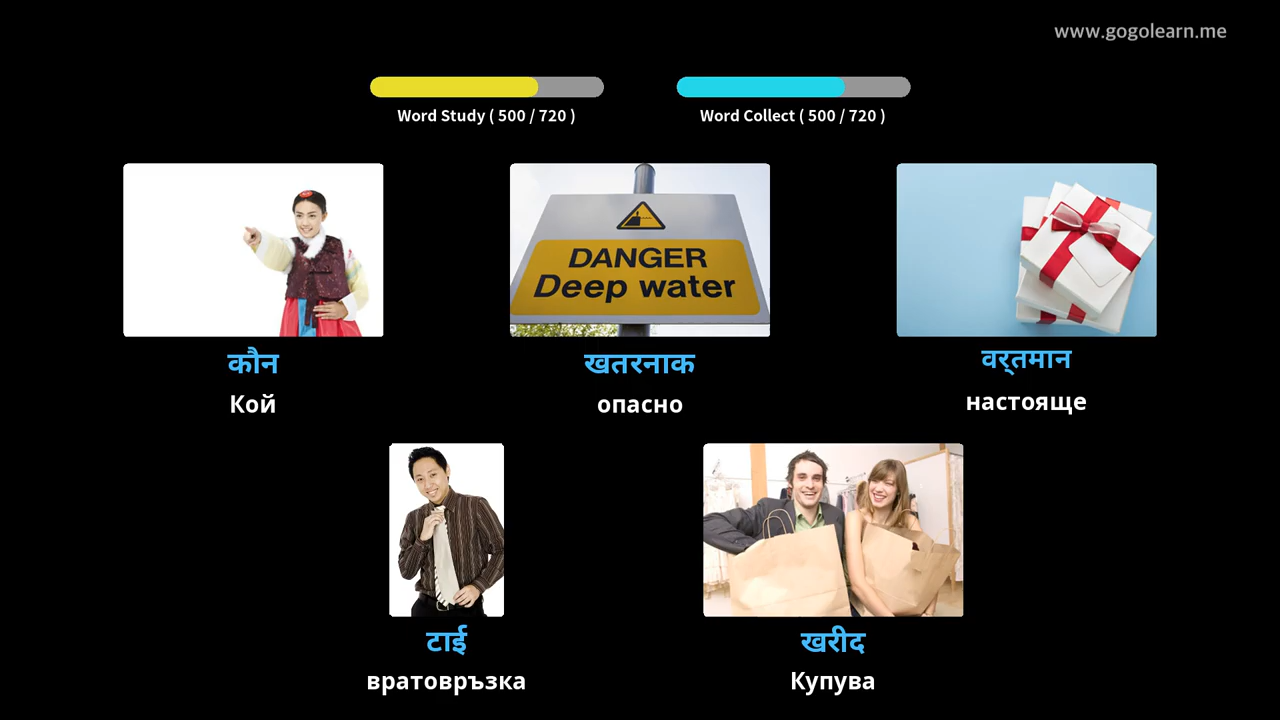 www.gogolearn.me
Word Study ( 500 / 720 )
Word Collect ( 500 / 720 )
DANGER
Deep water
कौन
खतरनाक
वर्‌तमान
Кой
опасно
настояще
टाई
खरीद
вратовръзка
Купува